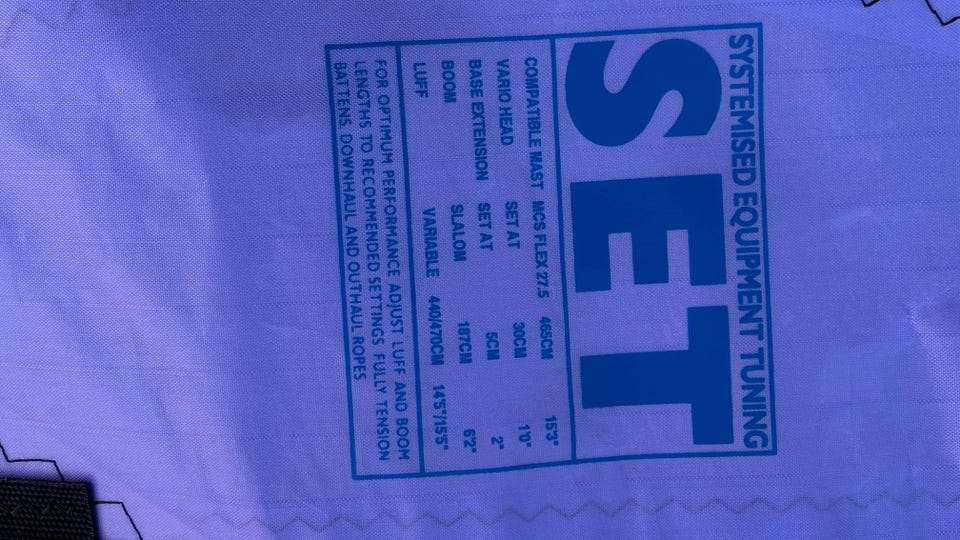 SYSTEMISED EQUIPMENT TUNING
SET
COMPATIBLE MAST MCS FLEX 27.5 465CM 15'3"
VARIO HEAD SET AT 30CM 1'0"
BASE EXTENSION SET AT 5CM 2"
BOOM SLALOM 187CM 6'2"
LUFF VARIABLE 440/470CM 14'5"/15'5"
FOR OPTIMUM PERFORMANCE ADJUST LUFF AND BOOM
LENGTHS TO RECOMMENDED SETTINGS. FULLY TENSION
BATTENS, DOWNHAUL AND OUTHAUL ROPES